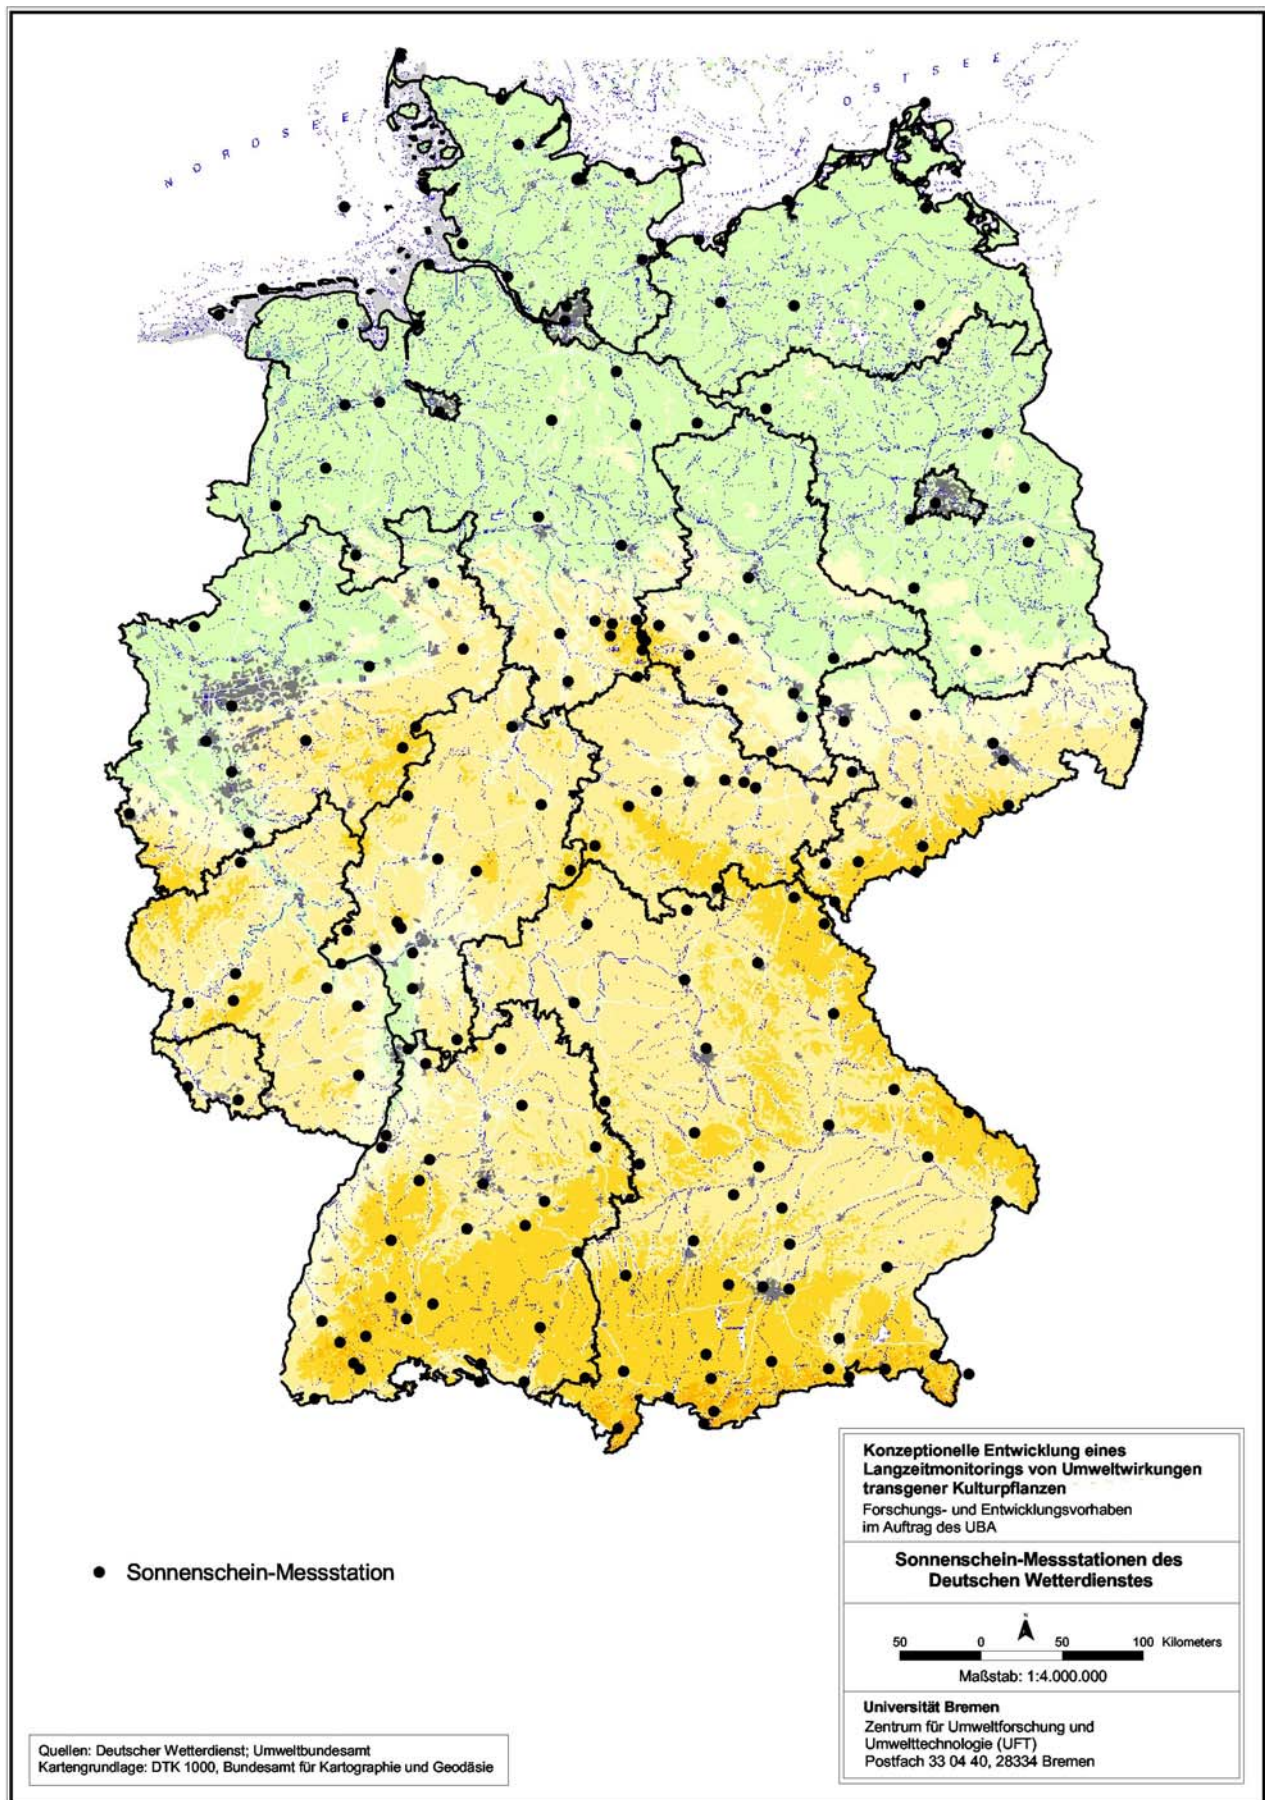 NORDSEE
OSTSEE
Sonnenschein-Messstation
Konzeptionelle Entwicklung eines
Langzeitmonitorings von Umweltwirkungen
transgener Kulturpflanzen
Forschungs- und Entwicklungsvorhaben
im Auftrag des UBA
Sonnenschein-Messstationen des
Deutschen Wetterdienstes
N
50 0 50 100 Kilometers
Maßstab: 1:4.000.000
Universität Bremen
Zentrum für Umweltforschung und
Umwelttechnologie (UFT)
Postfach 33 04 40, 28334 Bremen
Quellen: Deutscher Wetterdienst; Umweltbundesamt
Kartengrundlage: DTK 1000, Bundesamt für Kartographie und Geodäsie